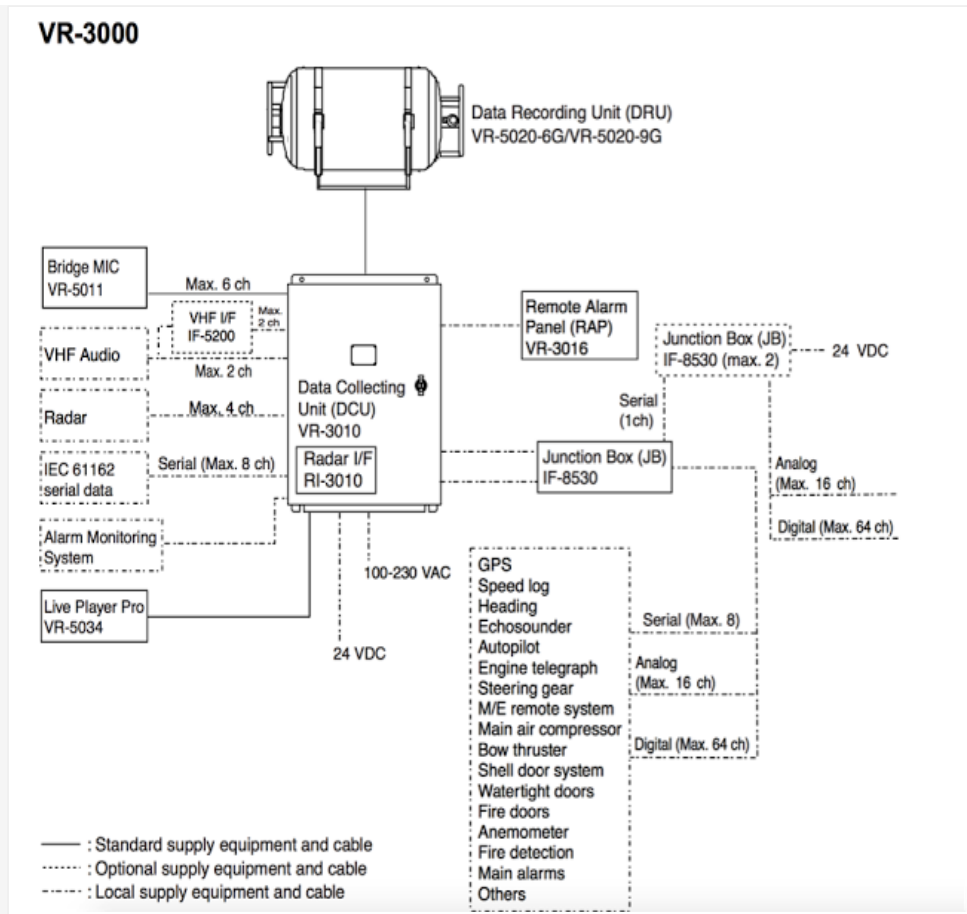 VR-3000
Data Recording Unit (DRU)
VR-5020-6G/VR-5020-9G
Bridge MIC
VR-5011
Max. 6 ch
VHF I/F
IF-5200
Max.
2 ch
VHF Audio
Max. 2 ch
Radar
Max. 4 ch
IEC 61162
serial data
Serial (Max. 8 ch)
Alarm Monitoring
System
Live Player Pro
VR-5034
Data Collecting
Unit (DCU)
VR-3010
Radar I/F
RI-3010
100-230 VAC
24 VDC
Remote Alarm
Panel (RAP)
VR-3016
Junction Box (JB)
IF-8530 (max. 2)
24 VDC
Serial
(1ch)
Junction Box (JB)
IF-8530
Analog
(Max. 16 ch)
Digital (Max. 64 ch)
GPS
Speed log
Heading
Echosounder
Autopilot
Engine telegraph
Steering gear
M/E remote system
Main air compressor
Bow thruster
Shell door system
Watertight doors
Fire doors
Anemometer
Fire detection
Main alarms
Others
Serial (Max. 8)
Analog
(Max. 16 ch)
Digital (Max. 64 ch)
: Standard supply equipment and cable
: Optional supply equipment and cable
: Local supply equipment and cable